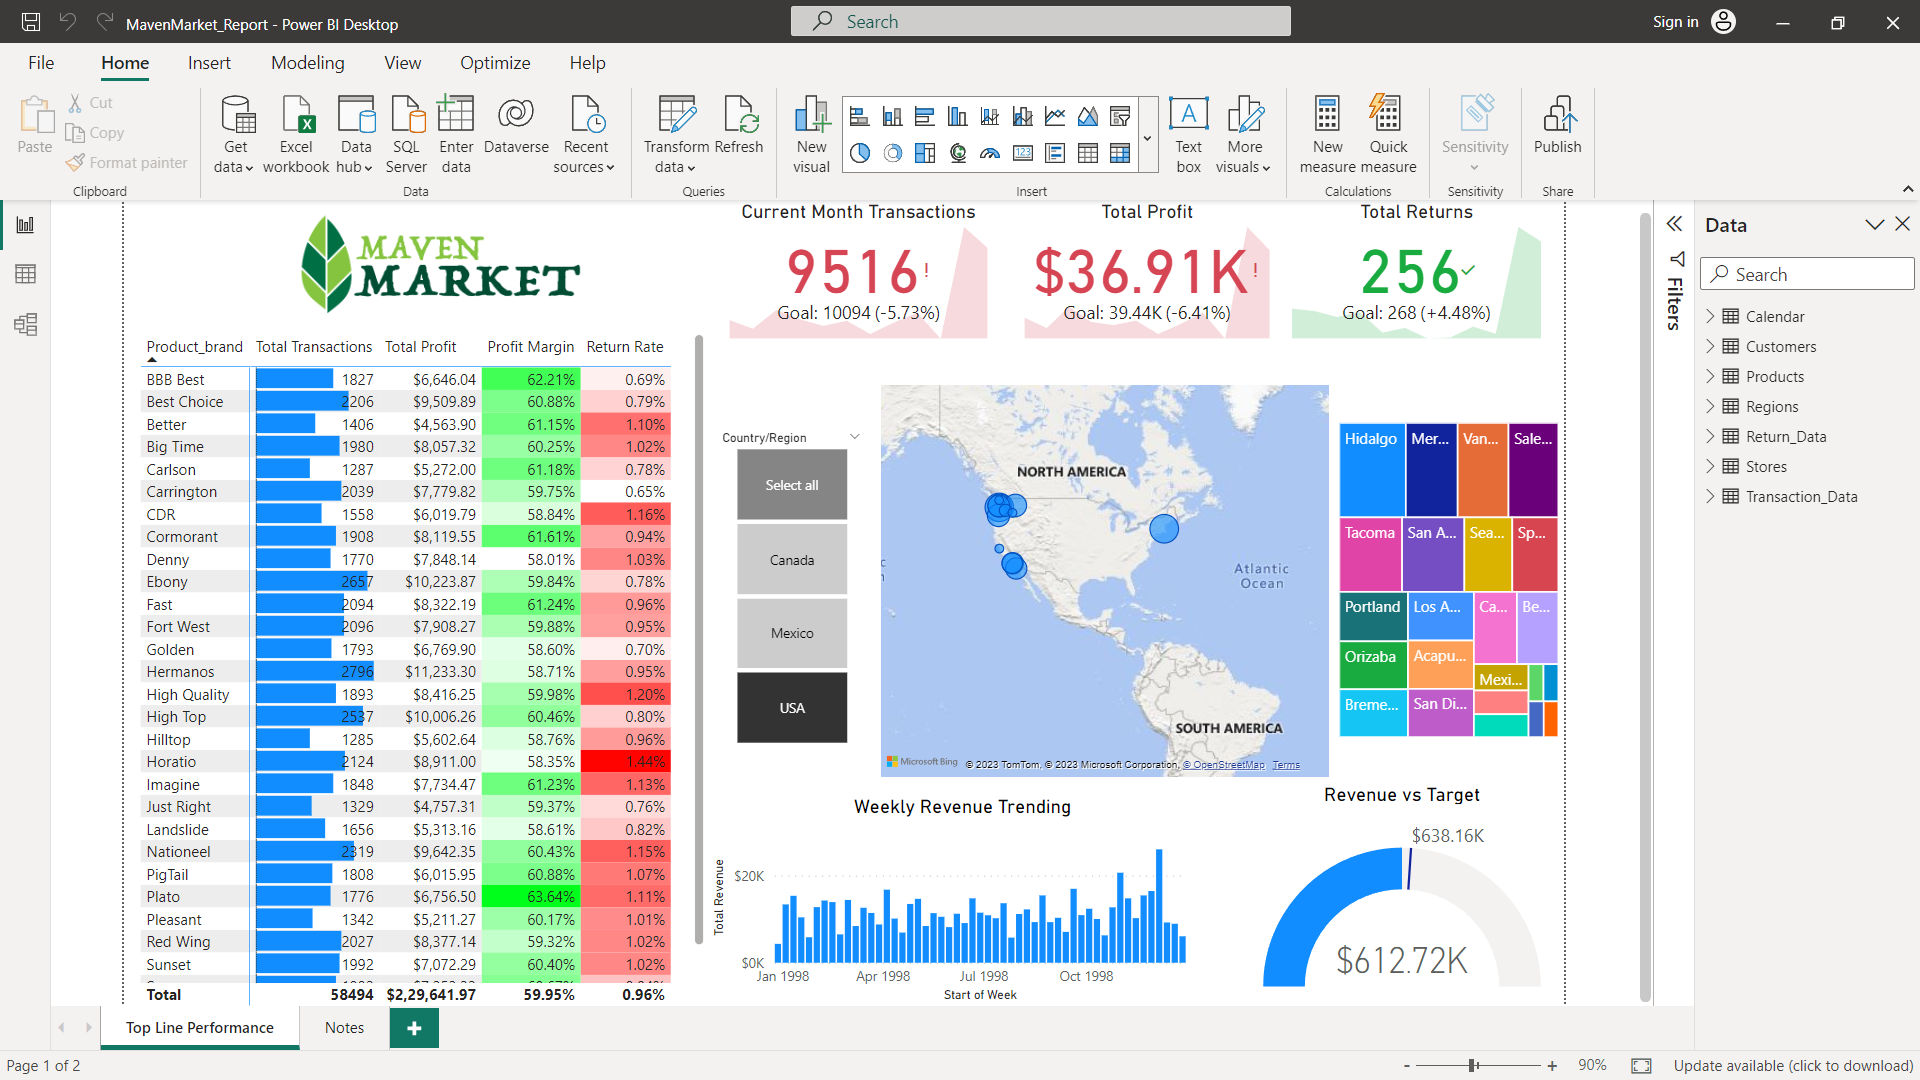 MavenMarket_Report - Power BI Desktop
Search
Sign in
File
Home
Insert
Modeling
View
Optimize
Help
Paste
Cut
Copy
Format painter
Clipboard
Get data
Excel workbook
Data hub
SQL Server
Enter data
Dataverse
Recent sources
Data
Transform data
Refresh
Queries
New visual
Text box
More visuals
Insert
New measure
Quick measure
Calculations
Sensitivity
Sensitivity
Publish
Share
MAVEN
MARKET
Current Month Transactions
9516!
Goal: 10094 (-5.73%)
Total Profit
$36.91K!
Goal: 39.44K (-6.41%)
Total Returns
256
Goal: 268 (+4.48%)
Product_brand Total Transactions Total Profit Profit Margin Return Rate
BBB Best 1827 $6,646.04 62.21% 0.69%
Best Choice 2206 $9,509.89 60.88% 0.79%
Better 1406 $4,563.90 61.15% 1.10%
Big Time 1980 $8,057.32 60.25% 1.02%
Carlson 1287 $5,272.00 61.18% 0.78%
Carrington 2039 $7,779.82 59.75% 0.65%
CDR 1558 $6,019.79 58.84% 1.16%
Cormorant 1908 $8,119.55 61.61% 0.94%
Denny 1770 $7,848.14 58.01% 1.03%
Ebony 2657 $10,223.87 59.84% 0.78%
Fast 2094 $8,322.19 61.24% 0.96%
Fort West 2096 $7,908.27 59.88% 0.95%
Golden 1793 $6,769.90 58.60% 0.70%
Hermanos 2796 $11,233.30 58.71% 0.95%
High Quality 1893 $8,416.25 59.98% 1.20%
High Top 2537 $10,006.26 60.46% 0.80%
Hilltop 1285 $5,602.64 58.76% 0.96%
Horatio 2124 $8,911.00 58.35% 1.44%
Imagine 1848 $7,734.47 61.23% 1.13%
Just Right 1329 $4,757.31 59.37% 0.76%
Landslide 1656 $5,313.16 58.61% 0.82%
Nationeel 2319 $9,642.35 60.43% 1.15%
PigTail 1808 $6,015.95 60.88% 1.07%
Plato 1776 $6,756.50 63.64% 1.11%
Pleasant 1342 $5,211.27 60.17% 1.01%
Red Wing 2027 $8,377.14 59.32% 1.02%
Sunset 1992 $7,072.29 60.40% 1.02%
Total 58494 $2,29,641.97 59.95% 0.96%
Country/Region
Select all
Canada
Mexico
USA
NORTH AMERICA
Atlantic
Ocean
SOUTH AMERICA
Microsoft Bing
© 2023 TomTom, © 2023 Microsoft Corporation, © OpenStreetMap Terms
Hidalgo
Mer...
Van...
Sale...
Tacoma
San A...
Sea...
Sp...
Portland
Los A...
Ca...
Be...
Orizaba
Acapu...
Mexi...
Breme...
San Di...
Weekly Revenue Trending
Total Revenue
$20K
$0K
Jan 1998
Apr 1998
Jul 1998
Oct 1998
Start of Week
Revenue vs Target
$638.16K
$612.72K
Filters
Data
Search
Calendar
Customers
Products
Regions
Return_Data
Stores
Transaction_Data
Top Line Performance
Notes
Page 1 of 2
- + 90%
Update available (click to download)